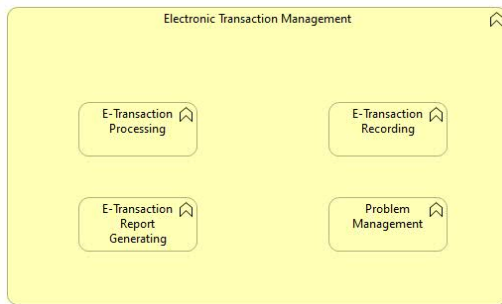 Electronic Transaction Management
E-Transaction
Processing
E-Transaction
Recording
E-Transaction
Report
Generating
Problem
Management